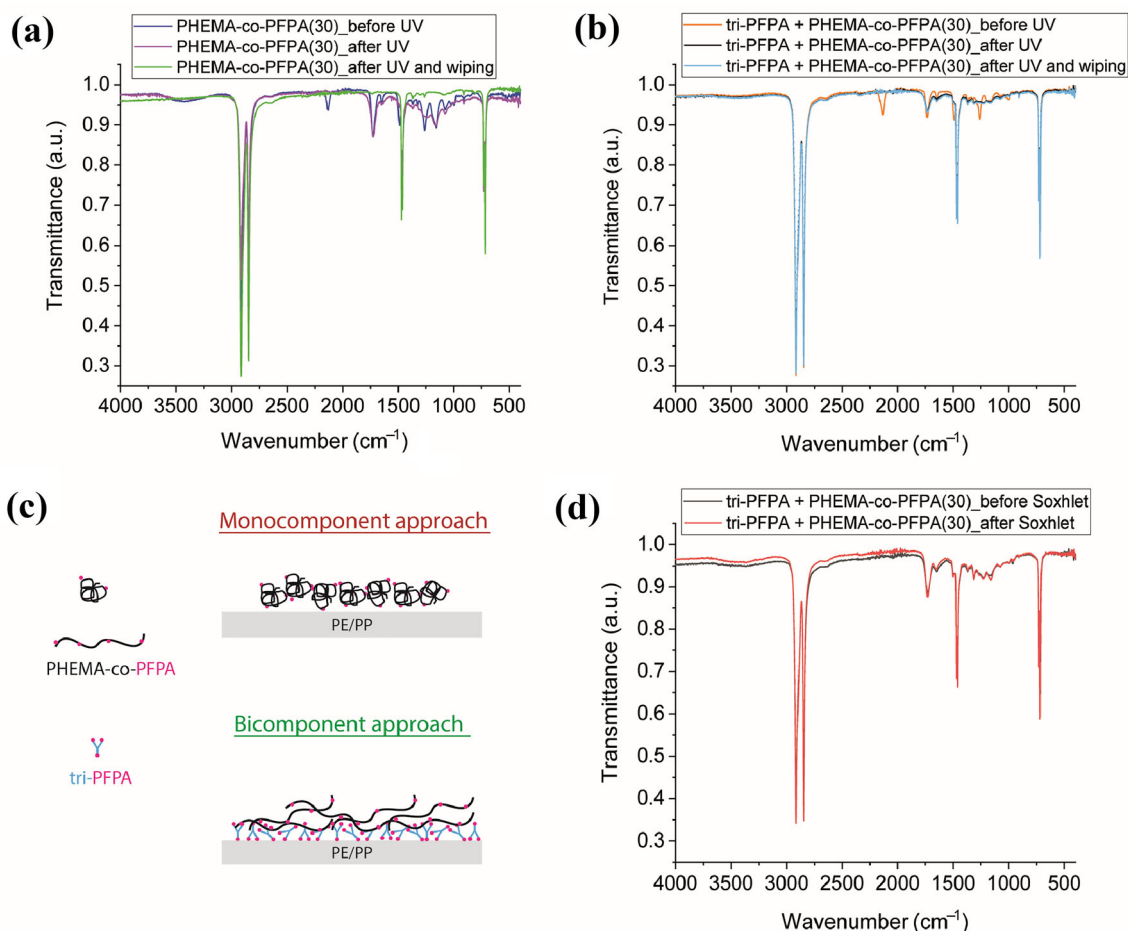 (a)
PHEMA-co-PFPA(30)_before UV
PHEMA-co-PFPA(30)_after UV
PHEMA-co-PFPA(30)_after UV and wiping
1.0
0.9
0.8
0.7
0.6
0.5
0.4
0.3
Transmittance (a.u.)
4000 3500 3000 2500 2000 1500 1000 500
Wavenumber (cm⁻¹)
(b)
tri-PFPA + PHEMA-co-PFPA(30)_before UV
tri-PFPA + PHEMA-co-PFPA(30)_after UV
tri-PFPA + PHEMA-co-PFPA(30)_after UV and wiping
1.0
0.9
0.8
0.7
0.6
0.5
0.4
0.3
Transmittance (a.u.)
4000 3500 3000 2500 2000 1500 1000 500
Wavenumber (cm⁻¹)
(c)
Monocomponent approach
PE/PP
PHEMA-co-PFPA
Bicomponent approach
tri-PFPA
PE/PP
(d)
tri-PFPA + PHEMA-co-PFPA(30)_before Soxhlet
tri-PFPA + PHEMA-co-PFPA(30)_after Soxhlet
1.0
0.9
0.8
0.7
0.6
0.5
0.4
0.3
Transmittance (a.u.)
4000 3500 3000 2500 2000 1500 1000 500
Wavenumber (cm⁻¹)